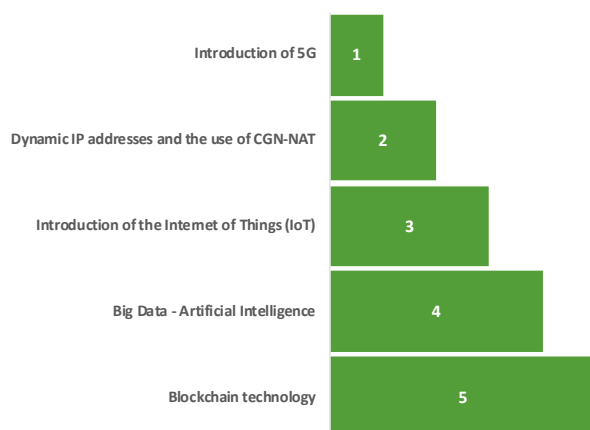 Introduction of 5G 1
Dynamic IP addresses and the use of CGN-NAT 2
Introduction of the Internet of Things (IoT) 3
Big Data - Artificial Intelligence 4
Blockchain technology 5